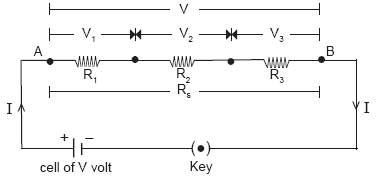 V
V₁ V₂ V₃
A B
R₁ R₂ R₃
Rₛ
I I
+ −
cell of V volt Key